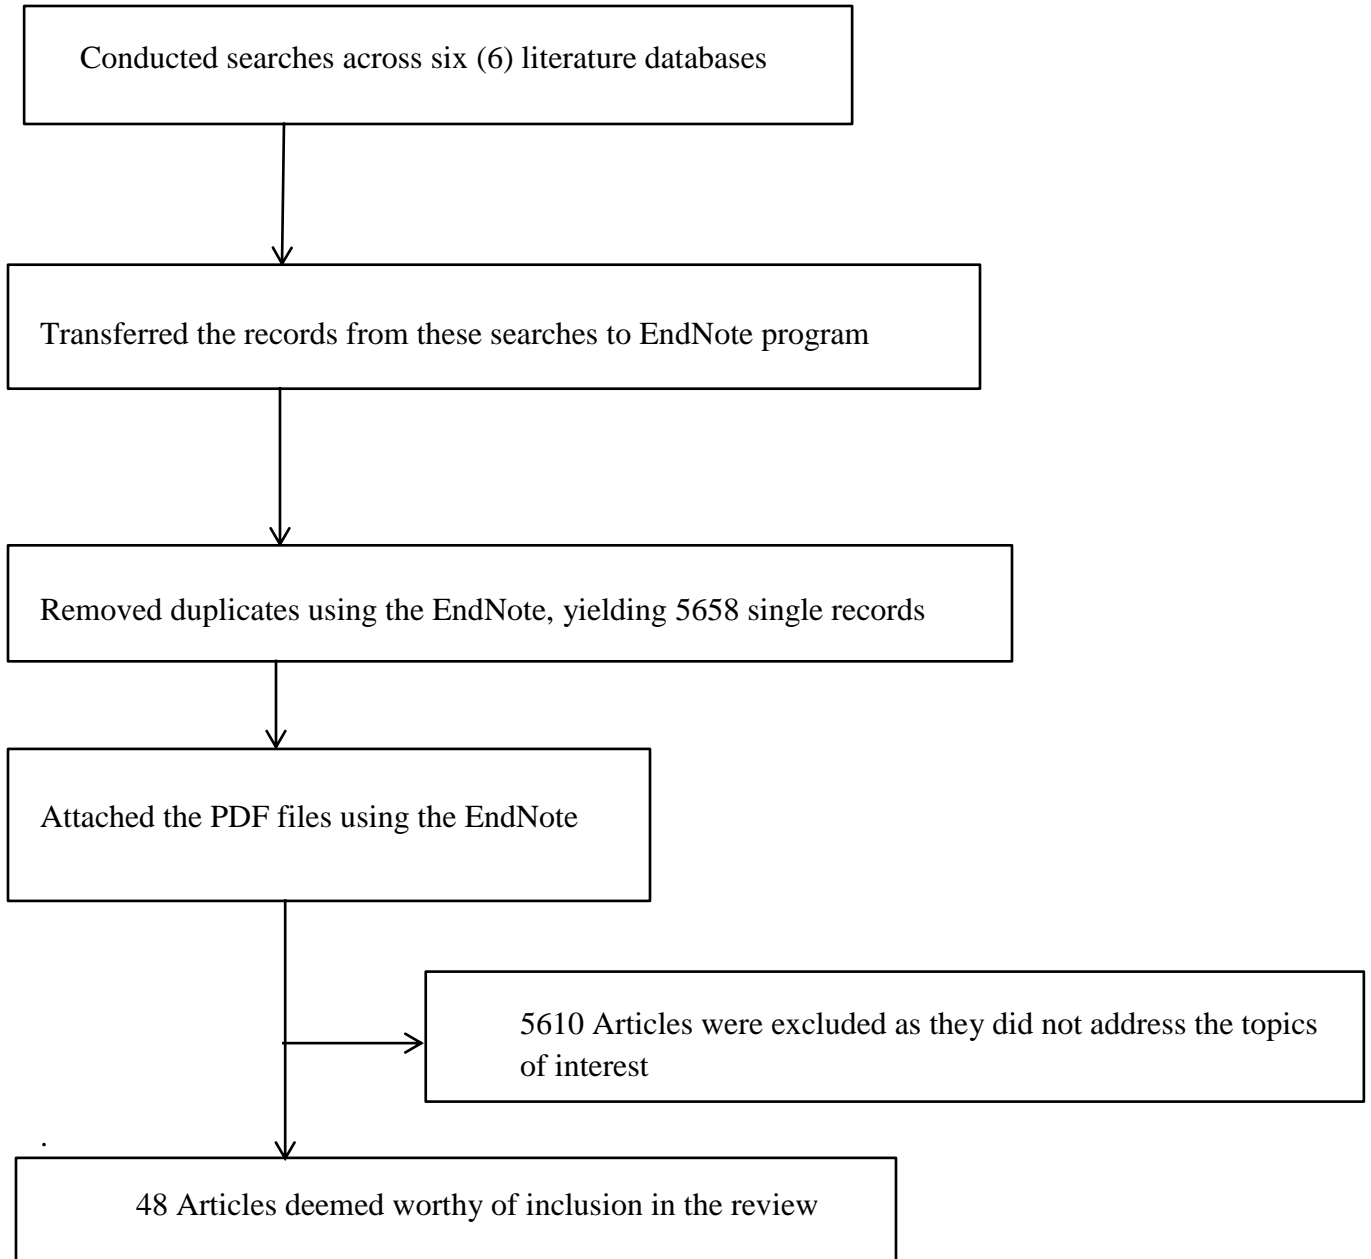 Conducted searches across six (6) literature databases
Transferred the records from these searches to EndNote program
Removed duplicates using the EndNote, yielding 5658 single records
Attached the PDF files using the EndNote
5610 Articles were excluded as they did not address the topics
of interest
.
48 Articles deemed worthy of inclusion in the review